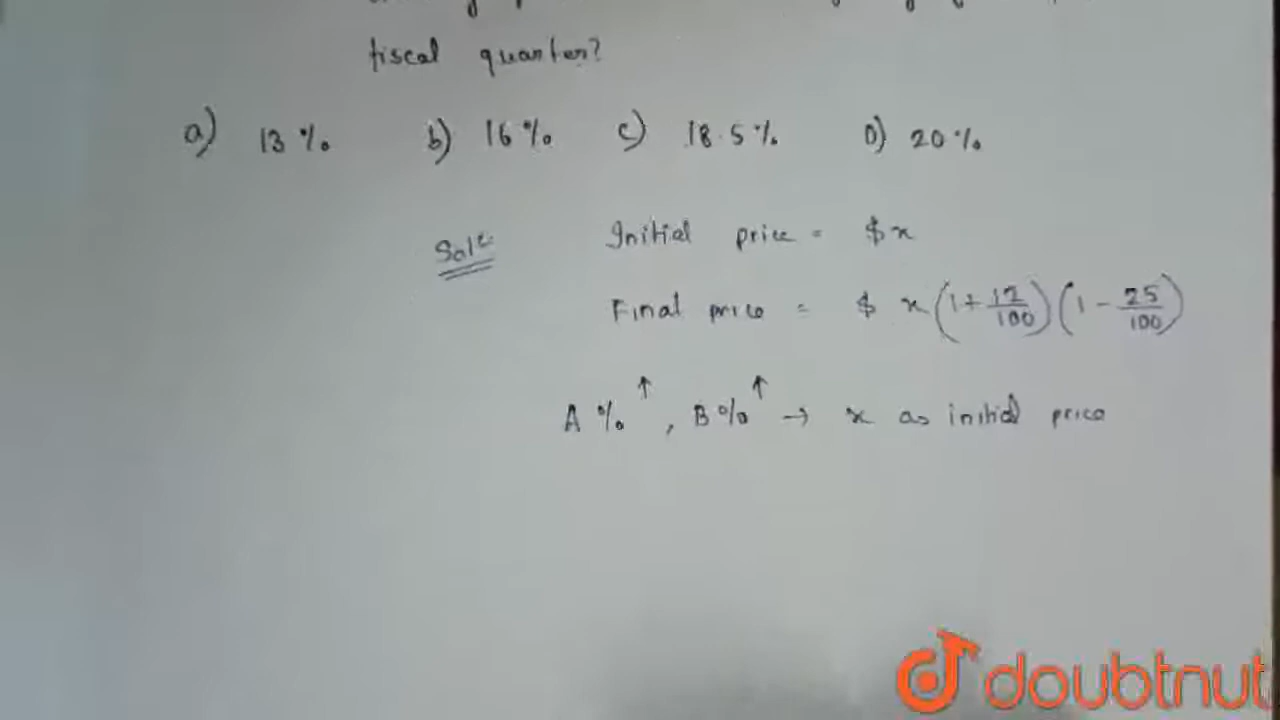 fiscal quarter?
a) 13% b) 16% c) 18.5% D) 20%
Solⁿ Initial price = $x
Final price = $ x(1+12/100)(1-25/100)
A%↑, B%↑ → x as initial price
doubtnut